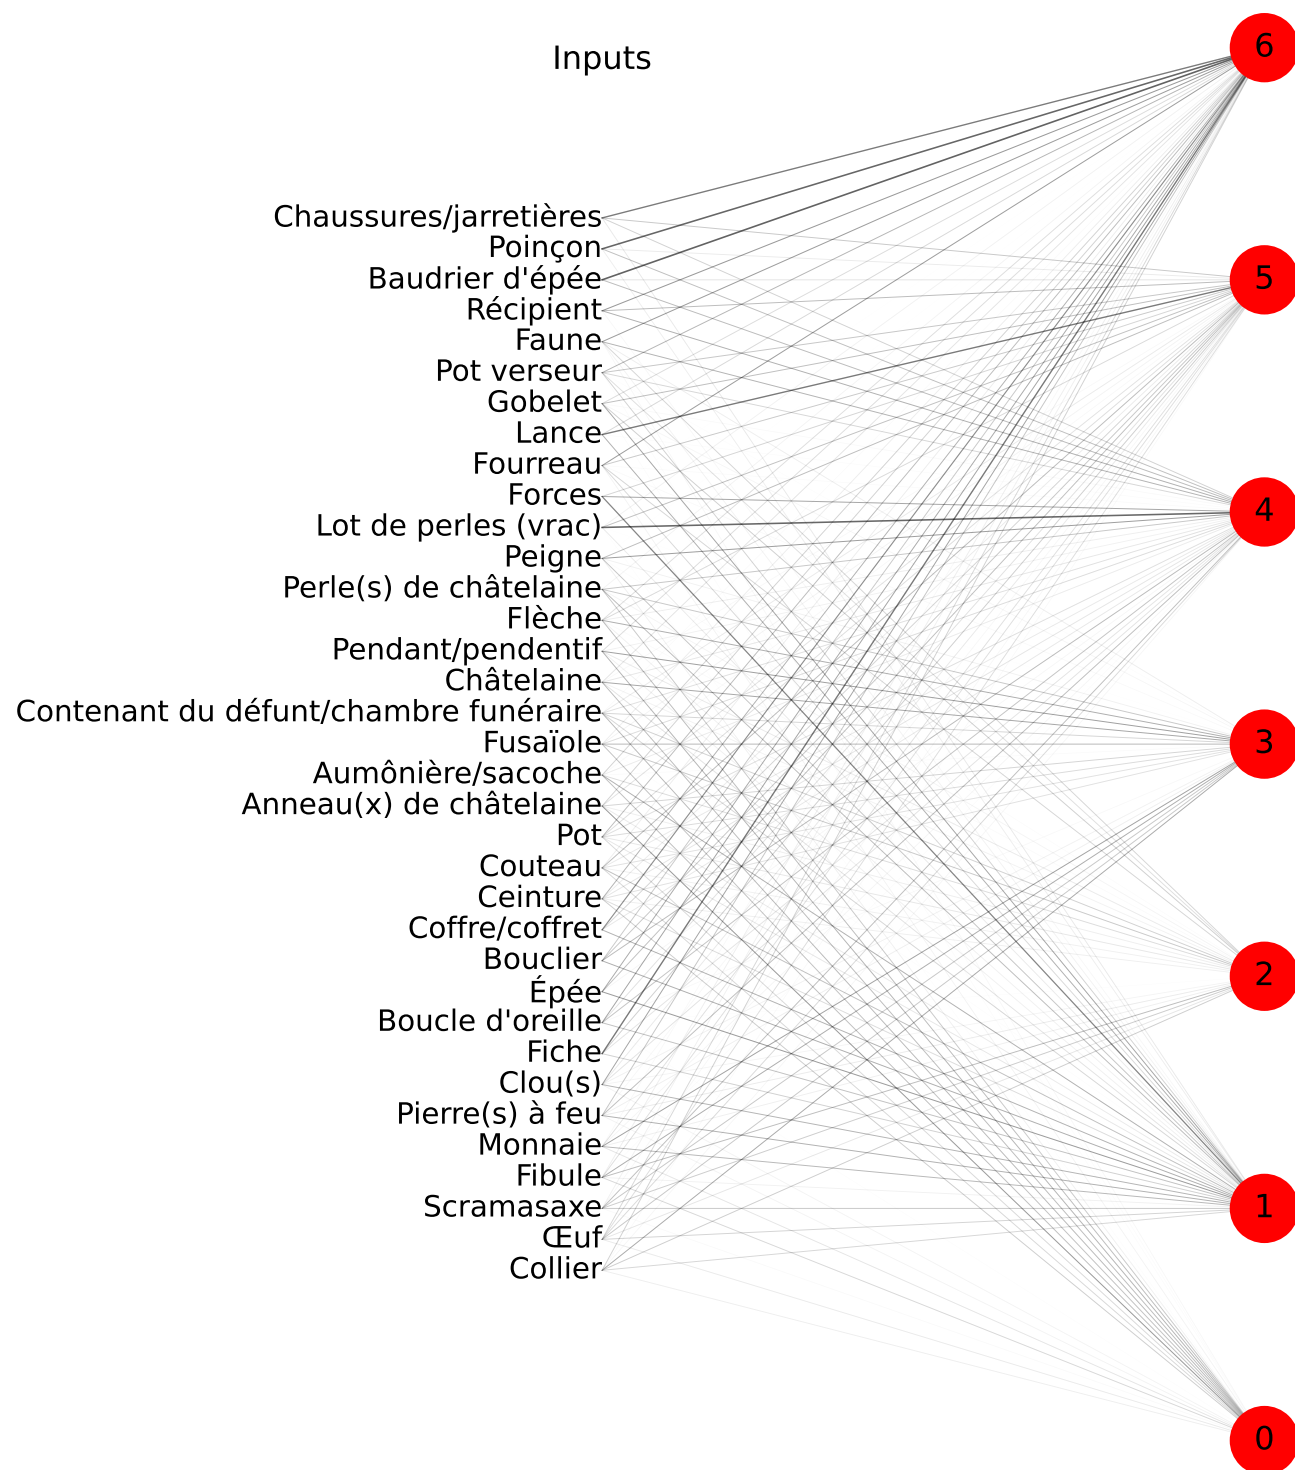 Inputs
Chaussures/jarretières
Poinçon
Baudrier d'épée
Récipient
Faune
Pot verseur
Gobelet
Lance
Fourreau
Forces
Lot de perles (vrac)
Peigne
Perle(s) de châtelaine
Flèche
Pendant/pendentif
Châtelaine
Contenant du défunt/chambre funéraire
Fusaïole
Aumônière/sacoche
Anneau(x) de châtelaine
Pot
Couteau
Ceinture
Coffre/coffret
Bouclier
Épée
Boucle d'oreille
Fiche
Clou(s)
Pierre(s) à feu
Monnaie
Fibule
Scramasaxe
Œuf
Collier
6
5
4
3
2
1
0